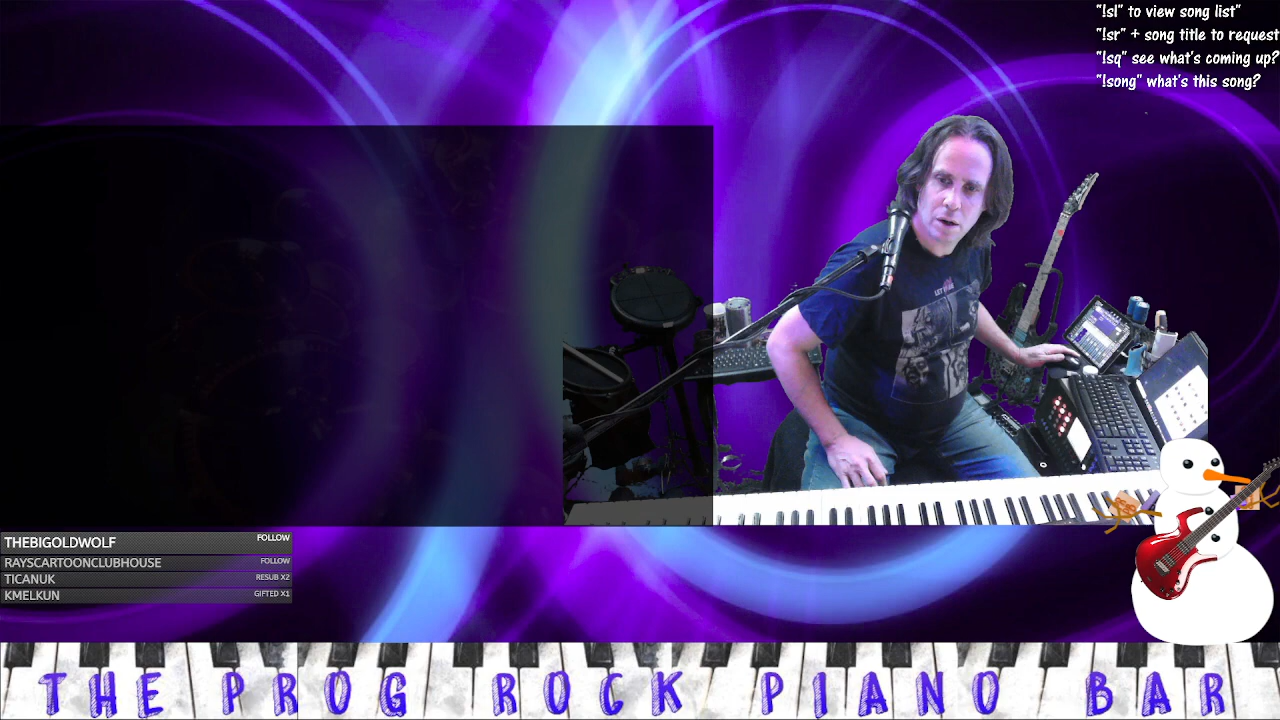 "!sl" to view song list"
"!sr" + song title to request
"!sq" see what's coming up?
"!song" what's this song?
THEBIGOLDWOLF FOLLOW
RAYSCARTOONCLUBHOUSE FOLLOW
TICANUK RESUB X2
KMELKUN GIFTED X1
THE PROG ROCK PIANO BAR